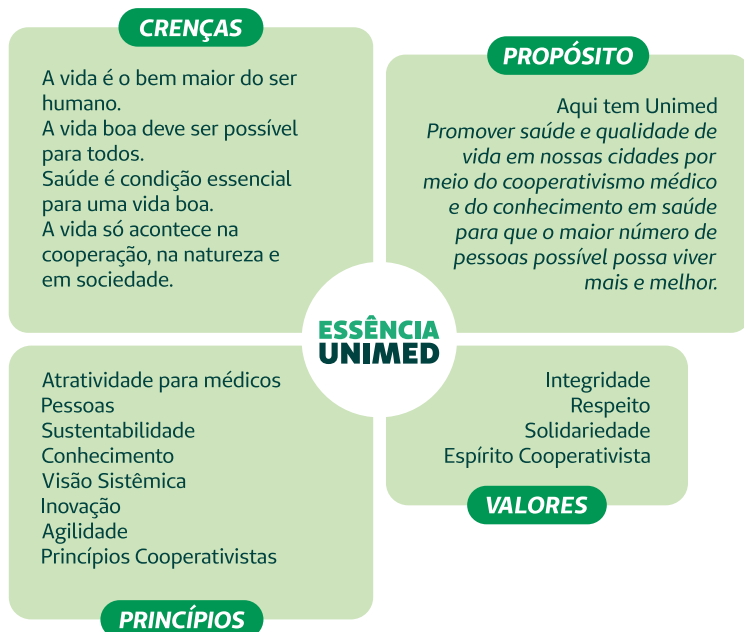 CRENÇAS
A vida é o bem maior do ser
humano.
A vida boa deve ser possível
para todos.
Saúde é condição essencial
para uma vida boa.
A vida só acontece na
cooperação, na natureza e
em sociedade.
PROPÓSITO
Aqui tem Unimed
Promover saúde e qualidade de
vida em nossas cidades por
meio do cooperativismo médico
e do conhecimento em saúde
para que o maior número de
pessoas possível possa viver
mais e melhor.
ESSÊNCIA
UNIMED
Atratividade para médicos
Pessoas
Sustentabilidade
Conhecimento
Visão Sistêmica
Inovação
Agilidade
Princípios Cooperativistas
PRINCÍPIOS
Integridade
Respeito
Solidariedade
Espírito Cooperativista
VALORES